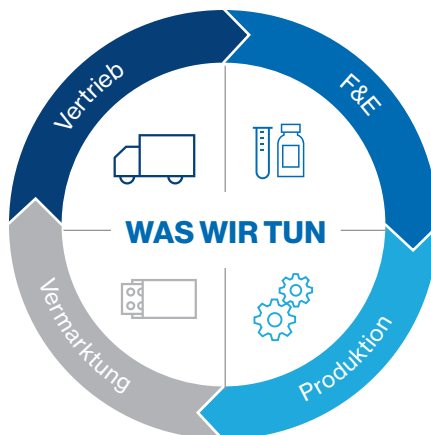 Vertrieb
F&E
WAS WIR TUN
Vermarktung
Produktion